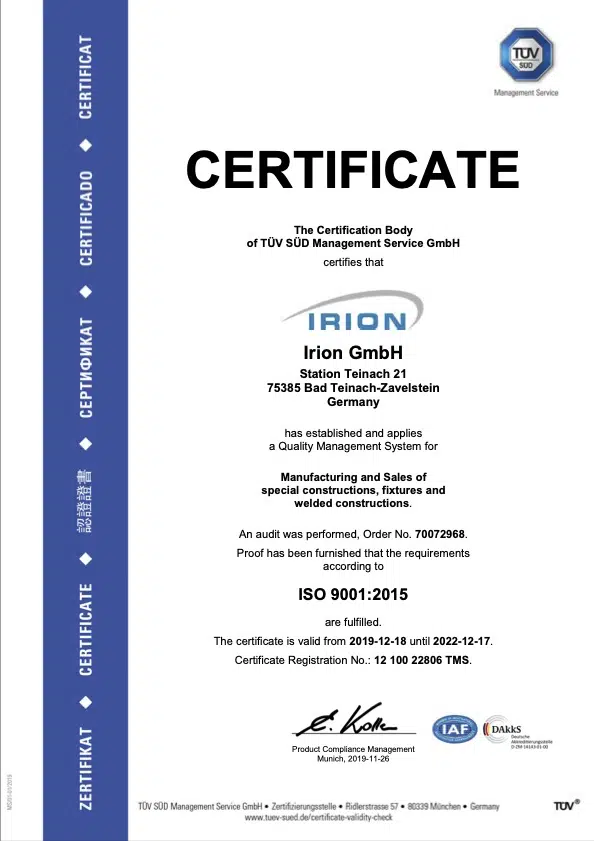 TÜV
SÜD
Management Service
CERTIFICATE
The Certification Body
of TÜV SÜD Management Service GmbH
certifies that
IRION
Irion GmbH
Station Teinach 21
75385 Bad Teinach-Zavelstein
Germany
has established and applies
a Quality Management System for
Manufacturing and Sales of
special constructions, fixtures and
welded constructions.
An audit was performed, Order No. 70072968.
Proof has been furnished that the requirements
according to
ISO 9001:2015
are fulfilled.
The certificate is valid from 2019-12-18 until 2022-12-17.
Certificate Registration No.: 12 100 22806 TMS.
Product Compliance Management
Munich, 2019-11-26
IAF
DAkkS
Deutsche
Akkreditierungsstelle
D-ZM-14143-01-00
ZERTIFIKAT ◆ CERTIFICATE ◆ 認證證書 ◆ СЕРТИФИКАТ ◆ CERTIFICADO ◆ CERTIFICAT
TÜV SÜD Management Service GmbH • Zertifizierungsstelle • Ridlerstrasse 57 • 80339 München • Germany
www.tuev-sued.de/certificate-validity-check
TÜV®